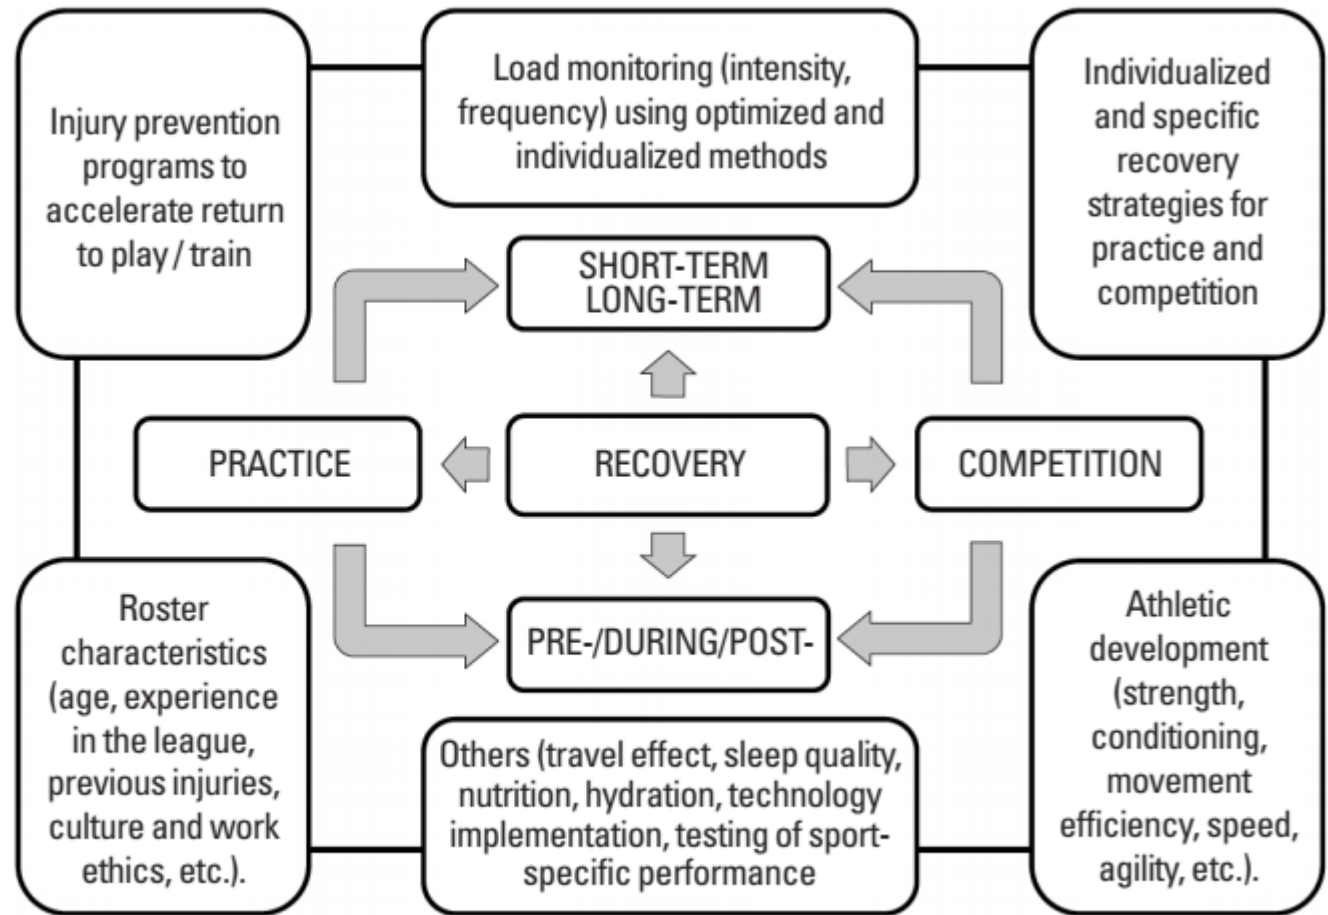 Injury prevention
programs to
accelerate return
to play / train
Load monitoring (intensity,
frequency) using optimized and
individualized methods
Individualized
and specific
recovery
strategies for
practice and
competition
SHORT-TERM
LONG-TERM
PRACTICE
RECOVERY
COMPETITION
PRE-/DURING/POST-
Roster
characteristics
(age, experience
in the league,
previous injuries,
culture and work
ethics, etc.).
Others (travel effect, sleep quality,
nutrition, hydration, technology
implementation, testing of sport-
specific performance
Athletic
development
(strength,
conditioning,
movement
efficiency, speed,
agility, etc.).